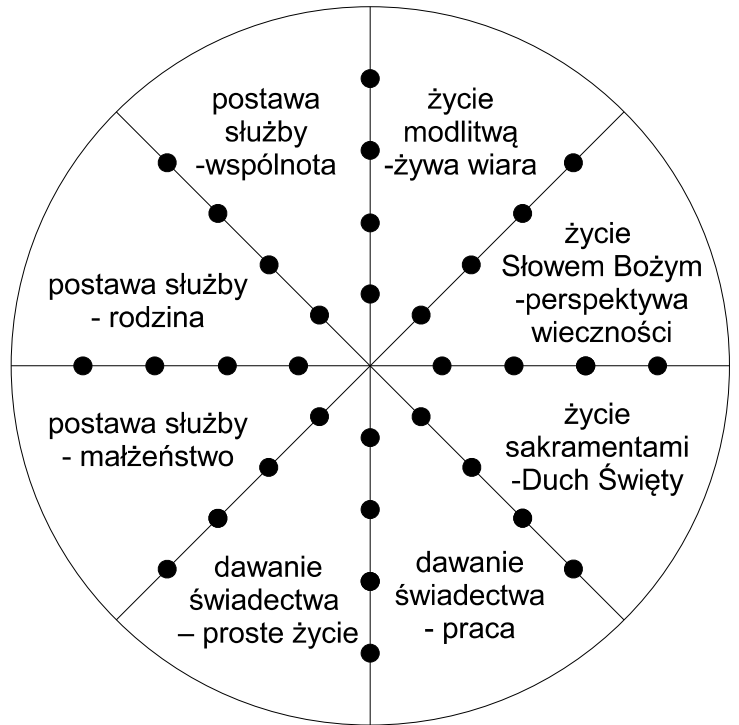 postawa
służby
-wspólnota
życie
modlitwą
-żywa wiara
życie
Słowem Bożym
-perspektywa
wieczności
życie
sakramentami
-Duch Święty
dawanie
świadectwa
- praca
dawanie
świadectwa
– proste życie
postawa służby
- małżeństwo
postawa służby
- rodzina